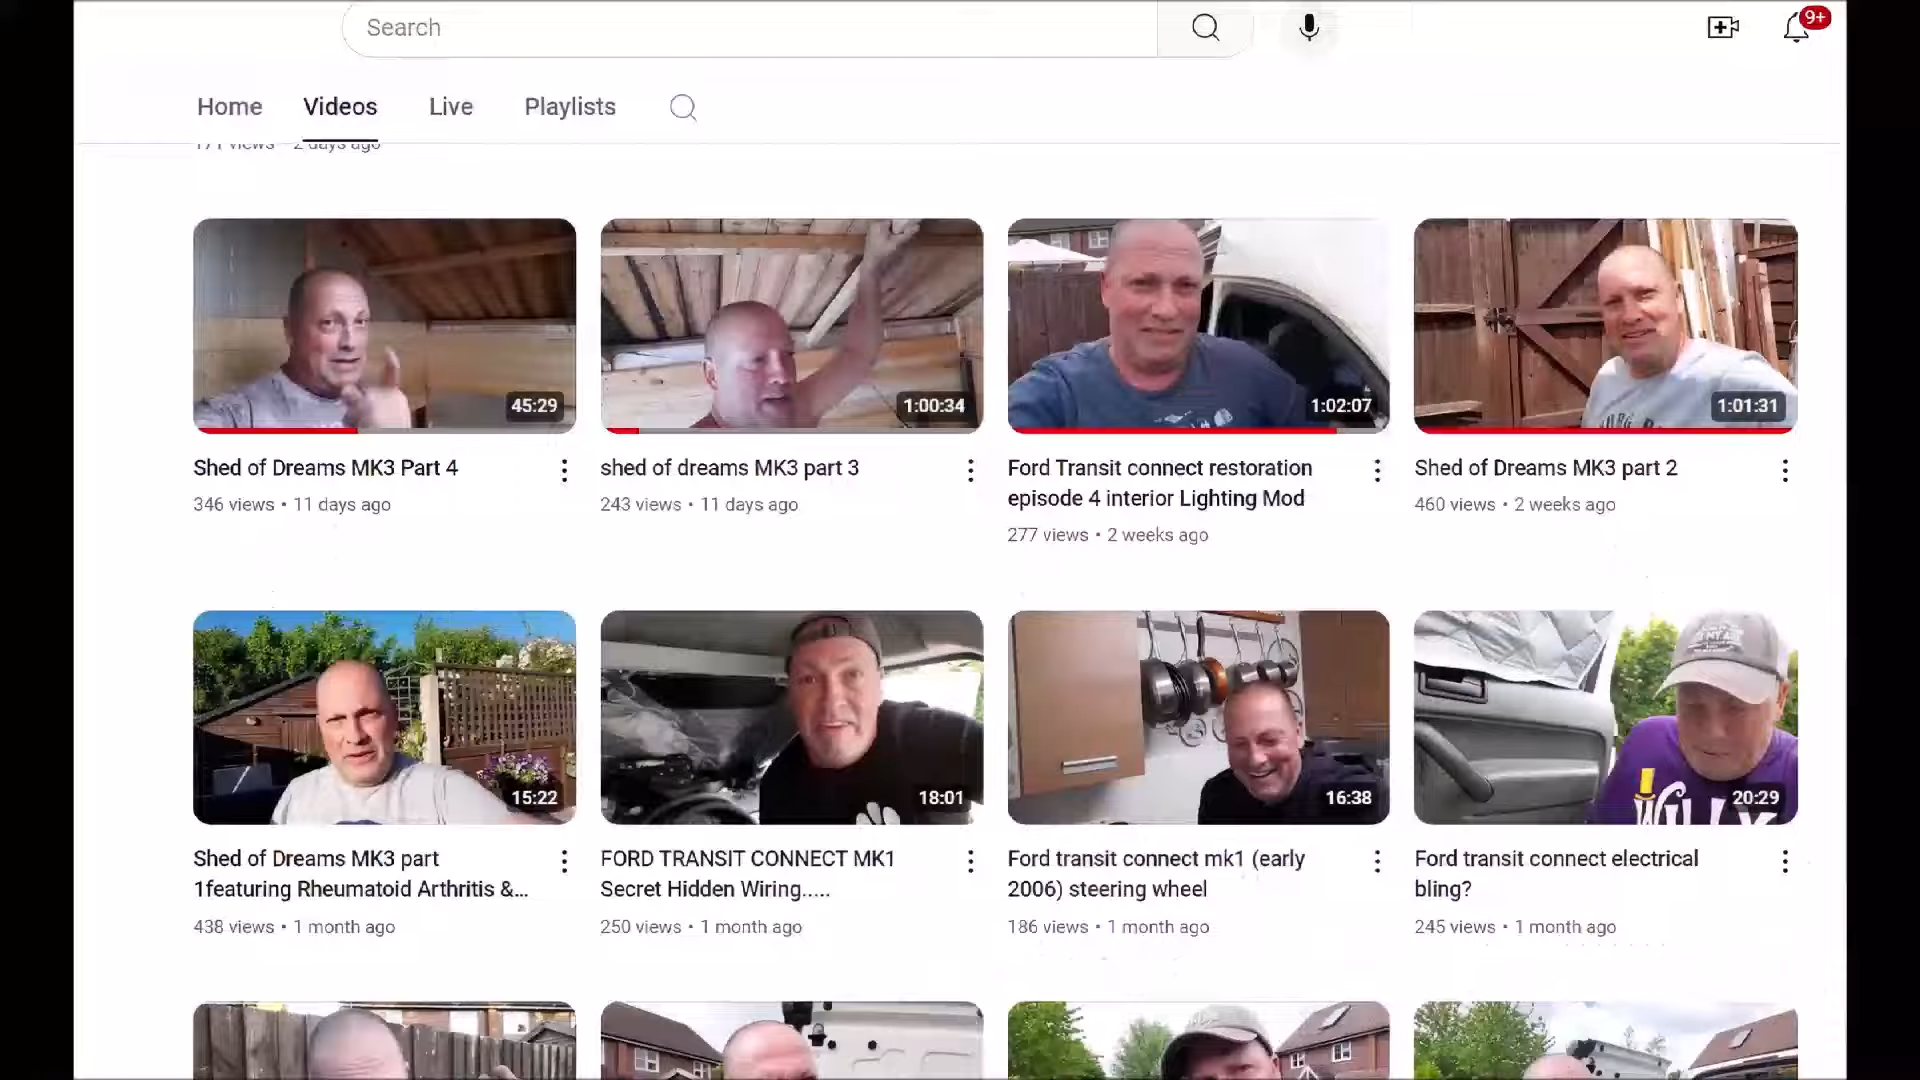 Search
9+
Home Videos Live Playlists
171 views • 2 days ago
45:29
1:00:34
1:02:07
1:01:31
Shed of Dreams MK3 Part 4
346 views • 11 days ago
shed of dreams MK3 part 3
243 views • 11 days ago
Ford Transit connect restoration
episode 4 interior Lighting Mod
277 views • 2 weeks ago
Shed of Dreams MK3 part 2
460 views • 2 weeks ago
15:22
18:01
16:38
WILLY
20:29
Shed of Dreams MK3 part
1featuring Rheumatoid Arthritis &...
438 views • 1 month ago
FORD TRANSIT CONNECT MK1
Secret Hidden Wiring.....
250 views • 1 month ago
Ford transit connect mk1 (early
2006) steering wheel
186 views • 1 month ago
Ford transit connect electrical
bling?
245 views • 1 month ago